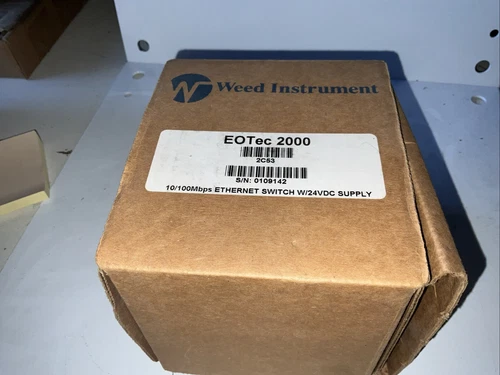 Weed Instrument
EOTec 2000
2C53
S/N: 0109142
10/100Mbps ETHERNET SWITCH W/24VDC SUPPLY